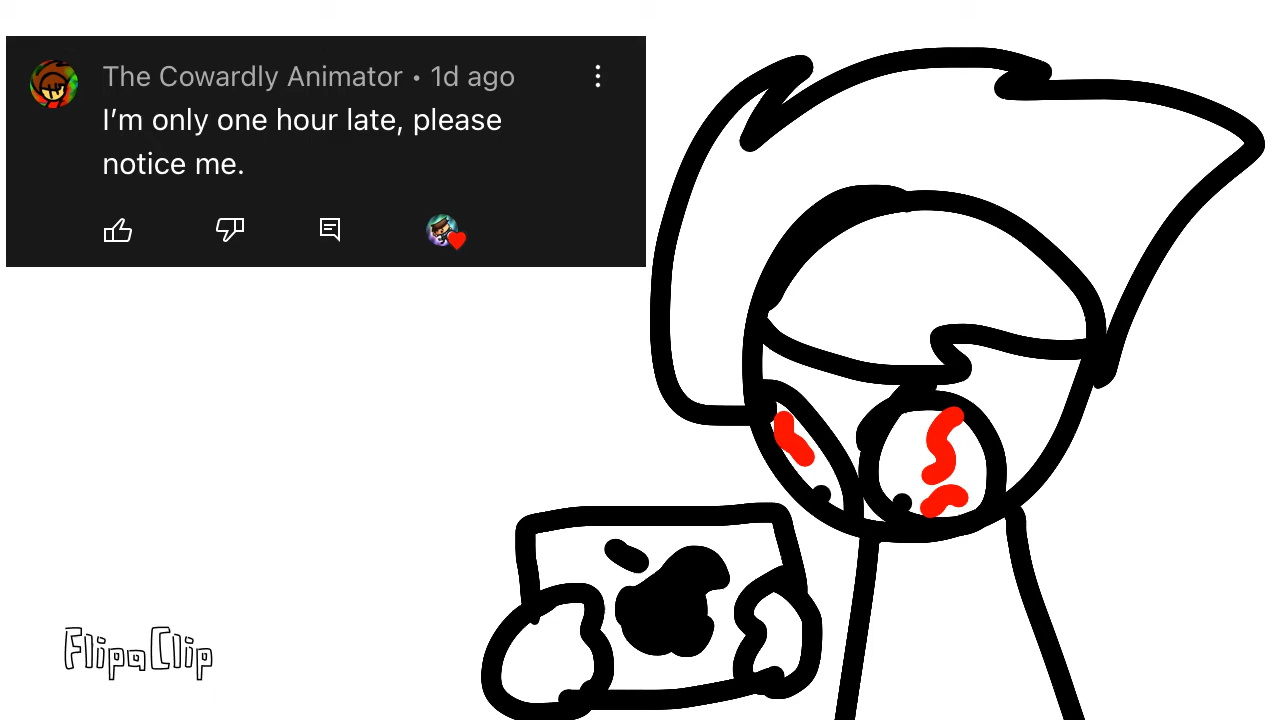 The Cowardly Animator • 1d ago
I'm only one hour late, please
notice me.
FlipaClip